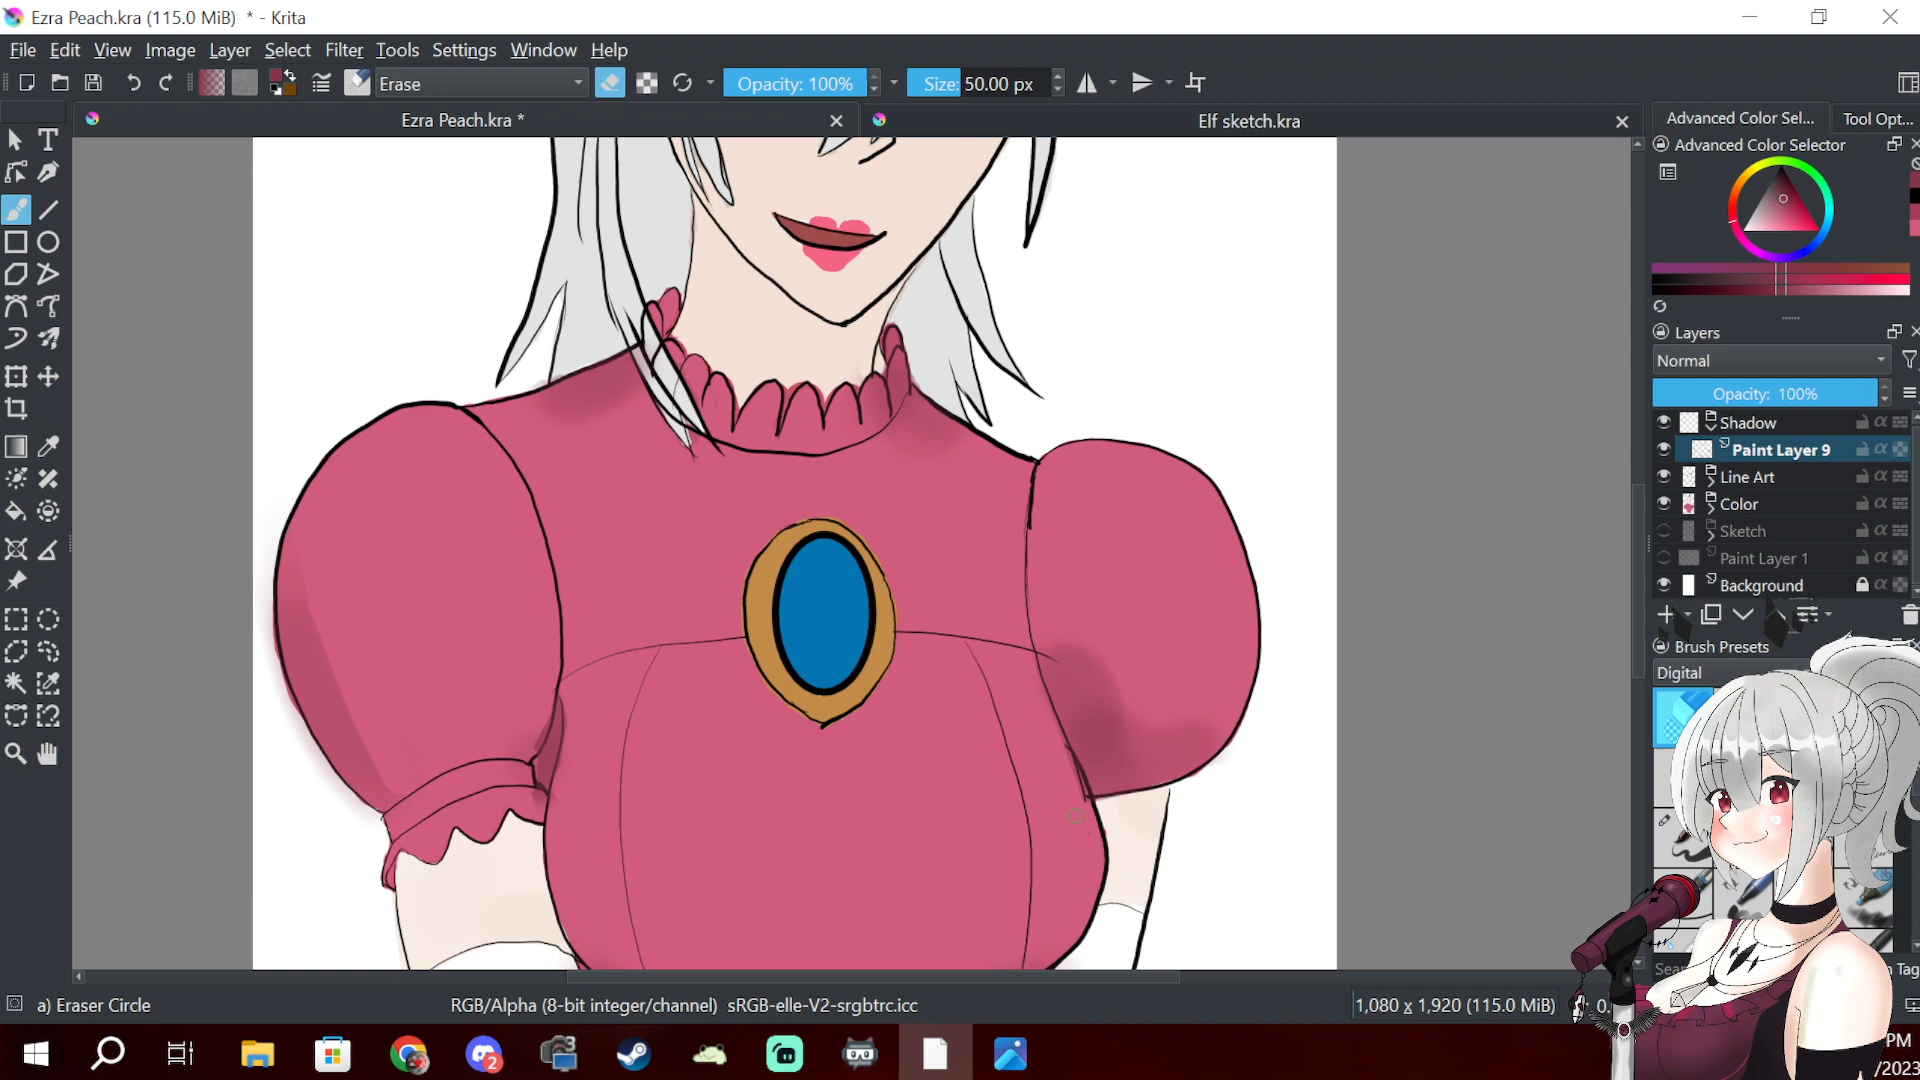 Ezra Peach.kra (115.0 MiB) * - Krita
File Edit View Image Layer Select Filter Tools Settings Window Help
Erase
Opacity: 100%
Size: 50.00 px
Ezra Peach.kra *
Elf sketch.kra
Advanced Color Sel...
Tool Opt...
Advanced Color Selector
Layers
Normal
Opacity: 100%
Shadow
Paint Layer 9
Line Art
Color
Sketch
Paint Layer 1
Background
Brush Presets
Digital
Tag
a) Eraser Circle
RGB/Alpha (8-bit integer/channel) sRGB-elle-V2-srgbtrc.icc
1,080 x 1,920 (115.0 MiB)
2
3
PM
/2023